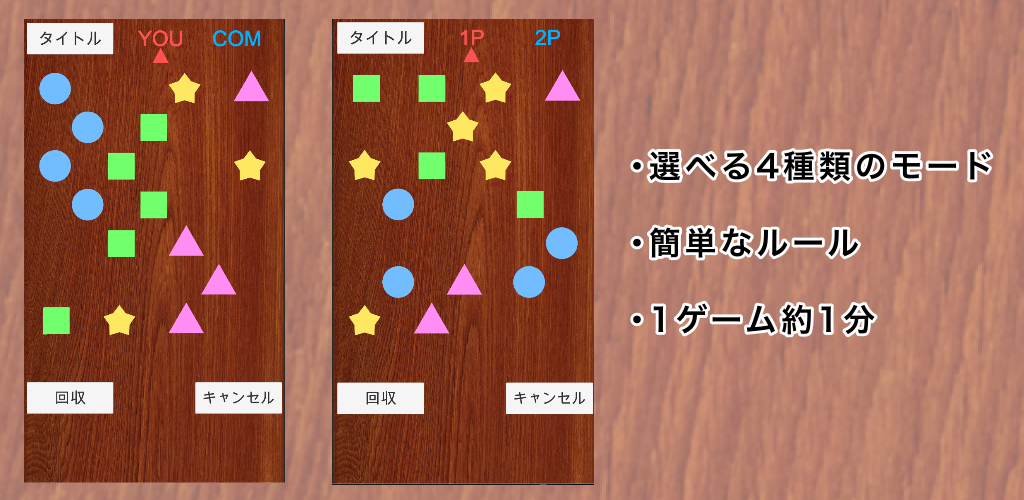 タイトル YOU COM
回収 キャンセル
タイトル 1P 2P
回収 キャンセル
・選べる4種類のモード
・簡単なルール
・1ゲーム約1分